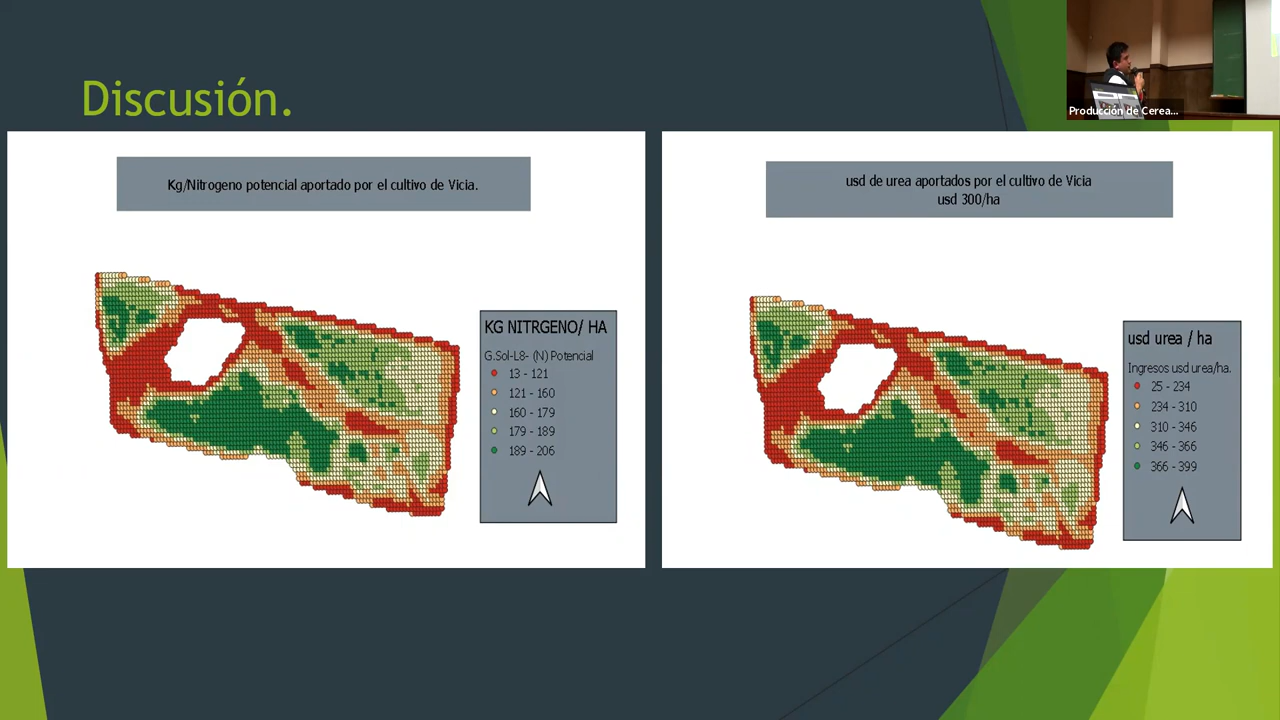 Discusión.
Producción de Cerea...
Kg/Nitrogeno potencial aportado por el cultivo de Vicia.
KG NITRGENO/ HA
G.Sol-L8- (N) Potencial
13 - 121
121 - 160
160 - 179
179 - 189
189 - 206
usd de urea aportados por el cultivo de Vicia
usd 300/ha
usd urea / ha
Ingresos usd urea/ha.
25 - 234
234 - 310
310 - 346
346 - 366
366 - 399